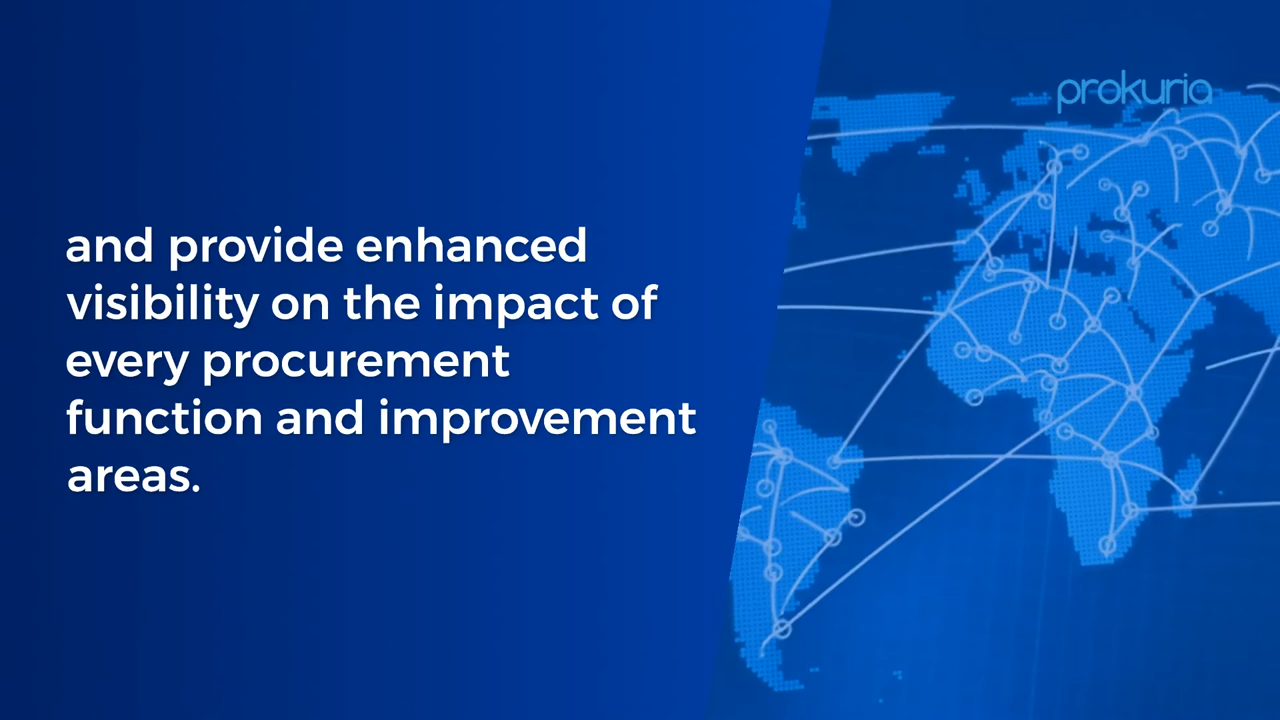 prokuria
and provide enhanced
visibility on the impact of
every procurement
function and improvement
areas.